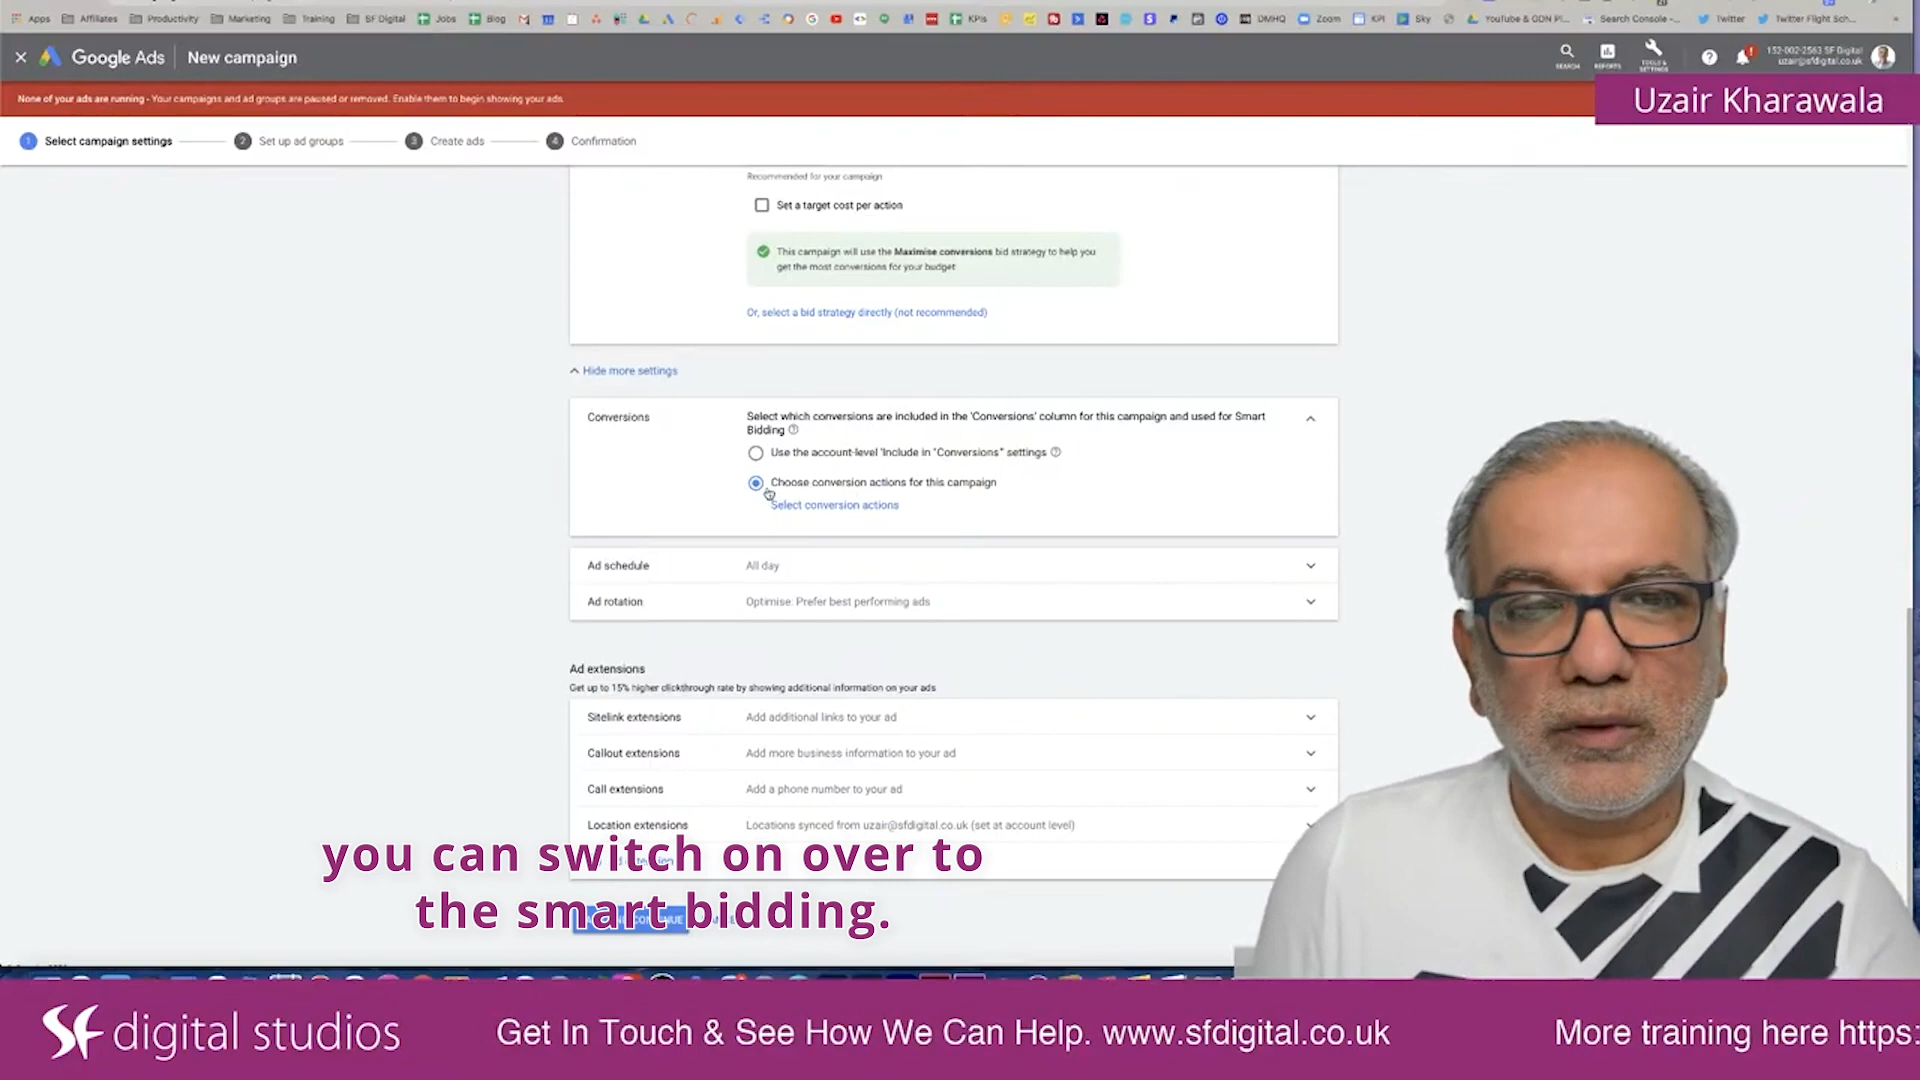 Apps Affiliates Productivity Marketing Training SF Digital Jobs Blog KPIs DMHQ Zoom KPI Sky YouTube & GDN Pl... Search Console -... Twitter Twitter Flight Sch...
Google Ads New campaign
SEARCH REPORTS TOOLS & SETTINGS
152-002-2563 SF Digital
uzair@sfdigital.co.uk
None of your ads are running - Your campaigns and ad groups are paused or removed. Enable them to begin showing your ads.
Uzair Kharawala
1 Select campaign settings 2 Set up ad groups 3 Create ads 4 Confirmation
Recommended for your campaign
Set a target cost per action
This campaign will use the Maximise conversions bid strategy to help you
get the most conversions for your budget
Or, select a bid strategy directly (not recommended)
Hide more settings
Conversions
Select which conversions are included in the 'Conversions' column for this campaign and used for Smart
Bidding
Use the account-level 'Include in "Conversions" settings
Choose conversion actions for this campaign
Select conversion actions
Ad schedule All day
Ad rotation Optimise: Prefer best performing ads
Ad extensions
Get up to 15% higher clickthrough rate by showing additional information on your ads
Sitelink extensions Add additional links to your ad
Callout extensions Add more business information to your ad
Call extensions Add a phone number to your ad
Location extensions Locations synced from uzair@sfdigital.co.uk (set at account level)
you can switch on over to
the smart bidding.
SF digital studios
Get In Touch & See How We Can Help. www.sfdigital.co.uk
More training here https: